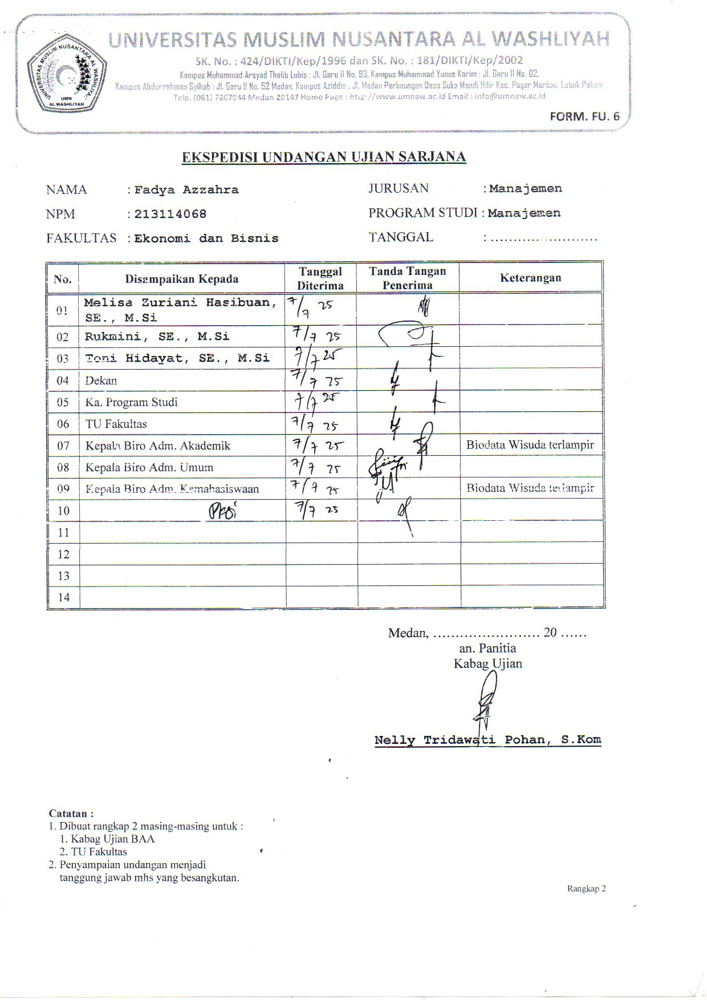 UNIVERSITAS MUSLIM NUSANTARA AL WASHLIYAH
SK. No. : 424/DIKTI/Kep/1996 dan SK. No. : 181/DIKTI/Kep/2002
Kampus Muhammad Arsyad Thalib Lubis : Jl. Garu II No. 93, Kampus Muhammad Yunus Karim : Jl. Garu II No. 02,
Kampus Abdurrahman Syihab : Jl. Garu II No. 52 Medan, Kampus Aziddin : Jl. Medan Perbaungan Desa Suka Mandi Hilir Kec. Pagar Merbau, Lubuk Pakam
Telp. (061) 7867044 Medan 20147 Home Page : http://www.umnaw.ac.id Email : info@umnaw.ac.id
UNIVERSITAS MUSLIM NUSANTARA AL WASHLIYAH
UMN
AL WASHLIYAH
FORM. FU. 6
EKSPEDISI UNDANGAN UJIAN SARJANA
NAMA : Fadya Azzahra JURUSAN : Manajemen
NPM : 213114068 PROGRAM STUDI : Manajemen
FAKULTAS : Ekonomi dan Bisnis TANGGAL : ........................
No. Disampaikan Kepada Tanggal Diterima Tanda Tangan Penerima Keterangan
01 Melisa Zuriani Hasibuan, SE., M.Si 7/7 25
02 Rukmini, SE., M.Si 7/7 25
03 Toni Hidayat, SE., M.Si 7/7 25
04 Dekan 7/7 25
05 Ka. Program Studi 7/7 25
06 TU Fakultas 7/7 25
07 Kepala Biro Adm. Akademik 7/7 25 Biodata Wisuda terlampir
08 Kepala Biro Adm. Umum 7/7 25
09 Kepala Biro Adm. Kemahasiswaan 7/7 25 Biodata Wisuda terlampir
10 7/7 25
11
12
13
14
Medan, ........................ 20 ......
an. Panitia
Kabag Ujian
Nelly Tridawati Pohan, S.Kom
Catatan :
1. Dibuat rangkap 2 masing-masing untuk :
1. Kabag Ujian BAA
2. TU Fakultas
2. Penyampaian undangan menjadi
tanggung jawab mhs yang besangkutan.
Rangkap 2